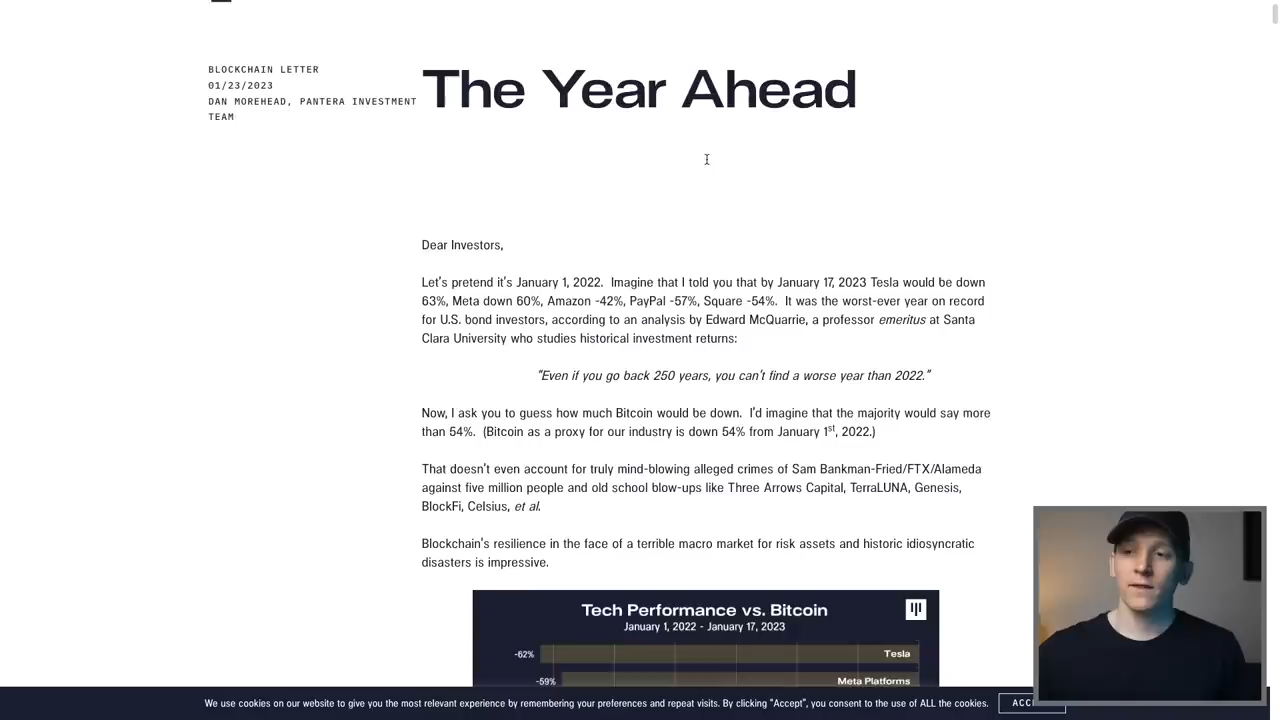 BLOCKCHAIN LETTER
01/23/2023
DAN MOREHEAD, PANTERA INVESTMENT
TEAM
The Year Ahead
Dear Investors,
Let's pretend it's January 1, 2022.  Imagine that I told you that by January 17, 2023 Tesla would be down
63%, Meta down 60%, Amazon -42%, PayPal -57%, Square -54%.  It was the worst-ever year on record
for U.S. bond investors, according to an analysis by Edward McQuarrie, a professor emeritus at Santa
Clara University who studies historical investment returns:
"Even if you go back 250 years, you can't find a worse year than 2022."
Now, I ask you to guess how much Bitcoin would be down.  I'd imagine that the majority would say more
than 54%.  (Bitcoin as a proxy for our industry is down 54% from January 1st, 2022.)
That doesn't even account for truly mind-blowing alleged crimes of Sam Bankman-Fried/FTX/Alameda
against five million people and old school blow-ups like Three Arrows Capital, TerraLUNA, Genesis,
BlockFi, Celsius, et al.
Blockchain's resilience in the face of a terrible macro market for risk assets and historic idiosyncratic
disasters is impressive.
Tech Performance vs. Bitcoin
January 1, 2022 - January 17, 2023
-62% Tesla
-59% Meta Platforms
We use cookies on our website to give you the most relevant experience by remembering your preferences and repeat visits. By clicking "Accept", you consent to the use of ALL the cookies.